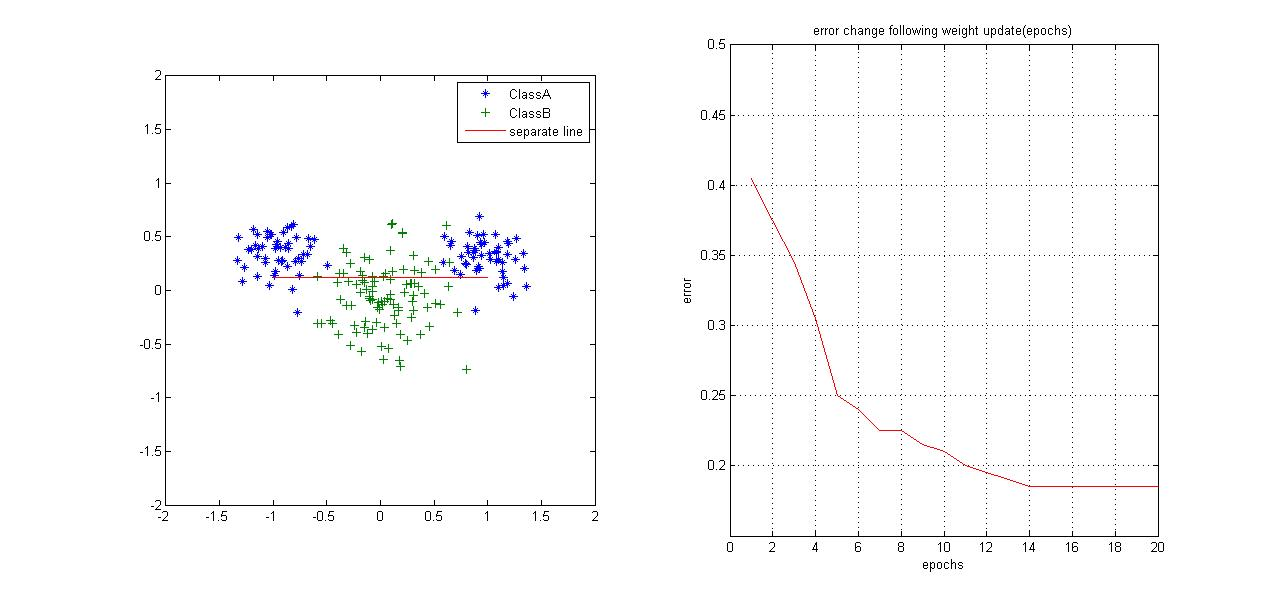 error change following weight update(epochs)
ClassA
ClassB
separate line
2
1.5
1
0.5
0
-0.5
-1
-1.5
-2
-2 -1.5 -1 -0.5 0 0.5 1 1.5 2
0.5
0.45
0.4
0.35
0.3
0.25
0.2
error
0 2 4 6 8 10 12 14 16 18 20
epochs